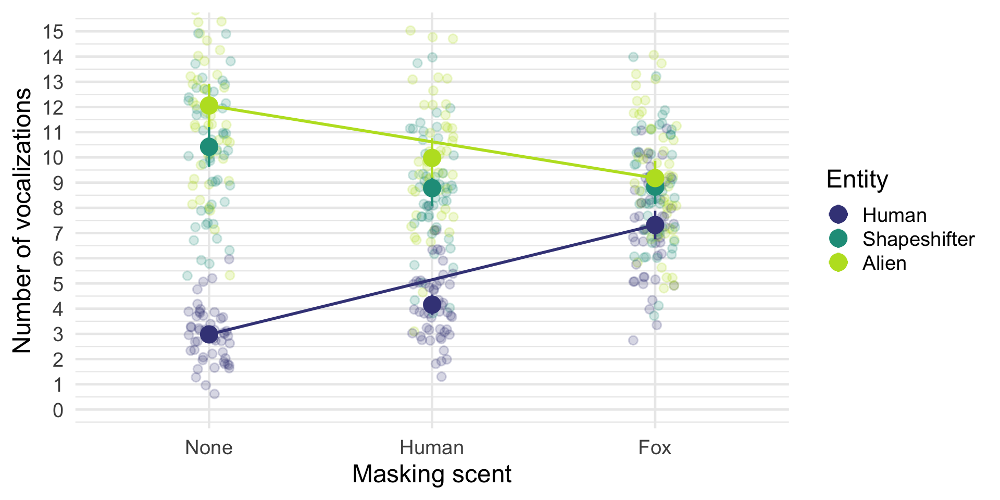 Number of vocalizations
15
14
13
12
11
10
9
8
7
6
5
4
3
2
1
0
None Human Fox
Masking scent
Entity
Human
Shapeshifter
Alien